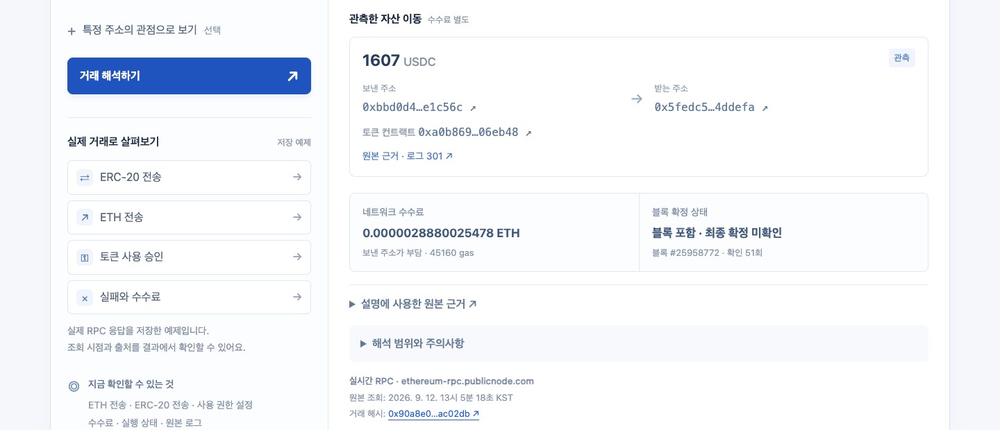 + 특정 주소의 관점으로 보기 선택
거래 해석하기 ↗
실제 거래로 살펴보기 저장 예제
ERC-20 전송 →
ETH 전송 →
토큰 사용 승인 →
실패와 수수료 →
실제 RPC 응답을 저장한 예제입니다.
조회 시점과 출처를 결과에서 확인할 수 있어요.
지금 확인할 수 있는 것
ETH 전송 · ERC-20 전송 · 사용 권한 설정
수수료 · 실행 상태 · 원본 로그
관측한 자산 이동 수수료 별도
1607 USDC 관측
보낸 주소
0xbbd0d4…e1c56c ↗
→
받는 주소
0x5fedc5…4ddefa ↗
토큰 컨트랙트 0xa0b869…06eb48 ↗
원본 근거 · 로그 301 ↗
네트워크 수수료
0.0000028880025478 ETH
보낸 주소가 부담 · 45160 gas
블록 확정 상태
블록 포함 · 최종 확정 미확인
블록 #25958772 · 확인 51회
▶ 설명에 사용한 원본 근거 ↗
▶ 해석 범위와 주의사항
실시간 RPC · ethereum-rpc.publicnode.com
원본 조회: 2026. 9. 12. 13시 5분 18초 KST
거래 해시: 0x90a8e0…ac02db ↗